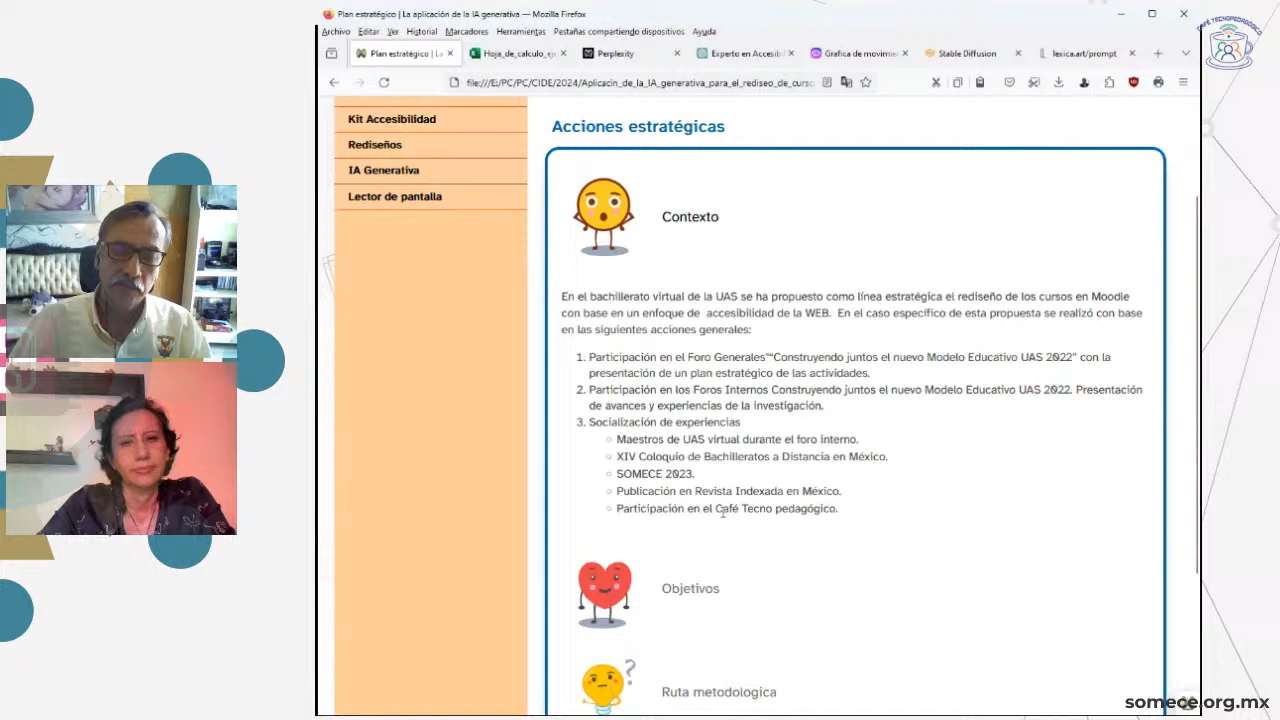 Plan estratégico | La aplicación de la IA generativa — Mozilla Firefox
Archivo Editar Ver Historial Marcadores Herramientas Pestañas compartiendo dispositivos Ayuda
Plan estratégico | La Hoja_de_calculo_eje Perplexity Experto en Accesibil Grafica de movimie Stable Diffusion lexica.art/prompt
file:///E:/PC/PC/CIDE/2024/Aplicacin_de_la_IA_generativa_para_el_rediseo_de_curso
CAFÉ TECNOPEDAGÓGICO
Kit Accesibilidad
Rediseños
IA Generativa
Lector de pantalla
Acciones estratégicas
Contexto
En el bachillerato virtual de la UAS se ha propuesto como línea estratégica el rediseño de los cursos en Moodle
con base en un enfoque de accesibilidad de la WEB. En el caso específico de esta propuesta se realizó con base
en las siguientes acciones generales:
1. Participación en el Foro Generales"“Construyendo juntos el nuevo Modelo Educativo UAS 2022” con la
presentación de un plan estratégico de las actividades.
2. Participación en los Foros Internos Construyendo juntos el nuevo Modelo Educativo UAS 2022. Presentación
de avances y experiencias de la investigación.
3. Socialización de experiencias
Maestros de UAS virtual durante el foro interno.
XIV Coloquio de Bachilleratos a Distancia en México.
SOMECE 2023.
Publicación en Revista Indexada en México.
Participación en el Café Tecno pedagógico.
Objetivos
Ruta metodologica
somece.org.mx